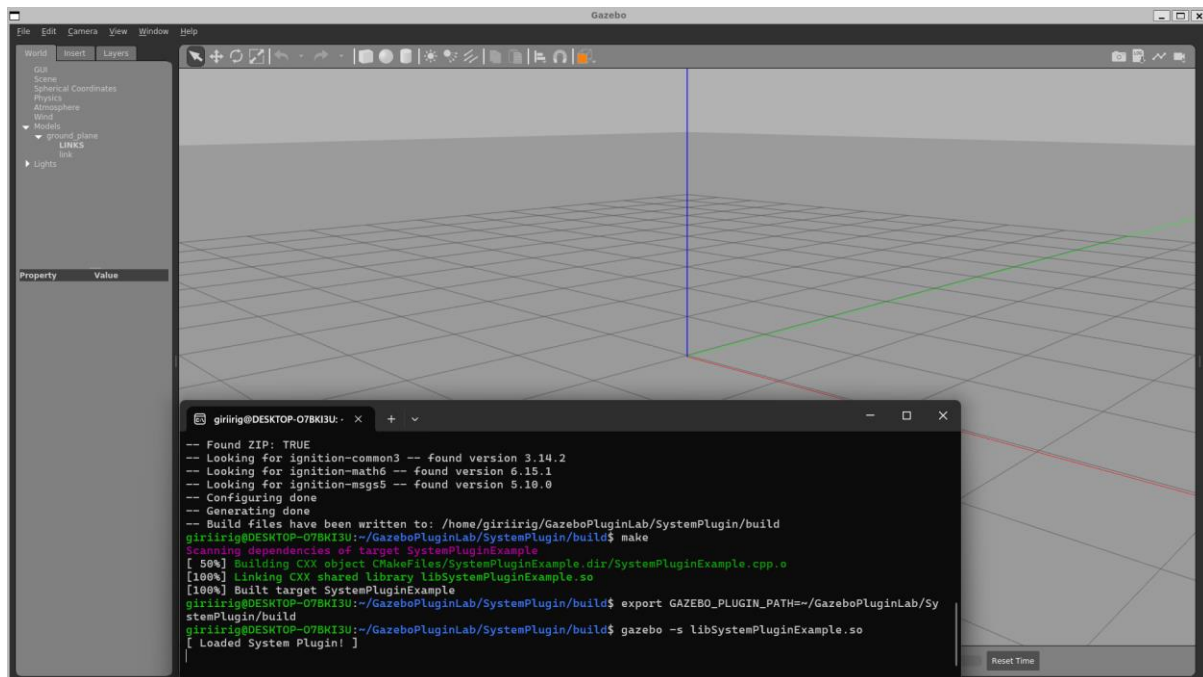 Gazebo
File Edit Camera View Window Help
World Insert Layers
GUI
Scene
Spherical Coordinates
Physics
Atmosphere
Wind
Models
ground_plane
LINKS
link
Lights
Property Value
giriirig@DESKTOP-O7BKI3U: -
-- Found ZIP: TRUE
-- Looking for ignition-common3 -- found version 3.14.2
-- Looking for ignition-math6 -- found version 6.15.1
-- Looking for ignition-msgs5 -- found version 5.10.0
-- Configuring done
-- Generating done
-- Build files have been written to: /home/giriirig/GazeboPluginLab/SystemPlugin/build
giriirig@DESKTOP-O7BKI3U:~/GazeboPluginLab/SystemPlugin/build$ make
Scanning dependencies of target SystemPluginExample
[ 50%] Building CXX object CMakeFiles/SystemPluginExample.dir/SystemPluginExample.cpp.o
[100%] Linking CXX shared library libSystemPluginExample.so
[100%] Built target SystemPluginExample
giriirig@DESKTOP-O7BKI3U:~/GazeboPluginLab/SystemPlugin/build$ export GAZEBO_PLUGIN_PATH=~/GazeboPluginLab/Sy
stemPlugin/build
giriirig@DESKTOP-O7BKI3U:~/GazeboPluginLab/SystemPlugin/build$ gazebo -s libSystemPluginExample.so
[ Loaded System Plugin! ]
Reset Time